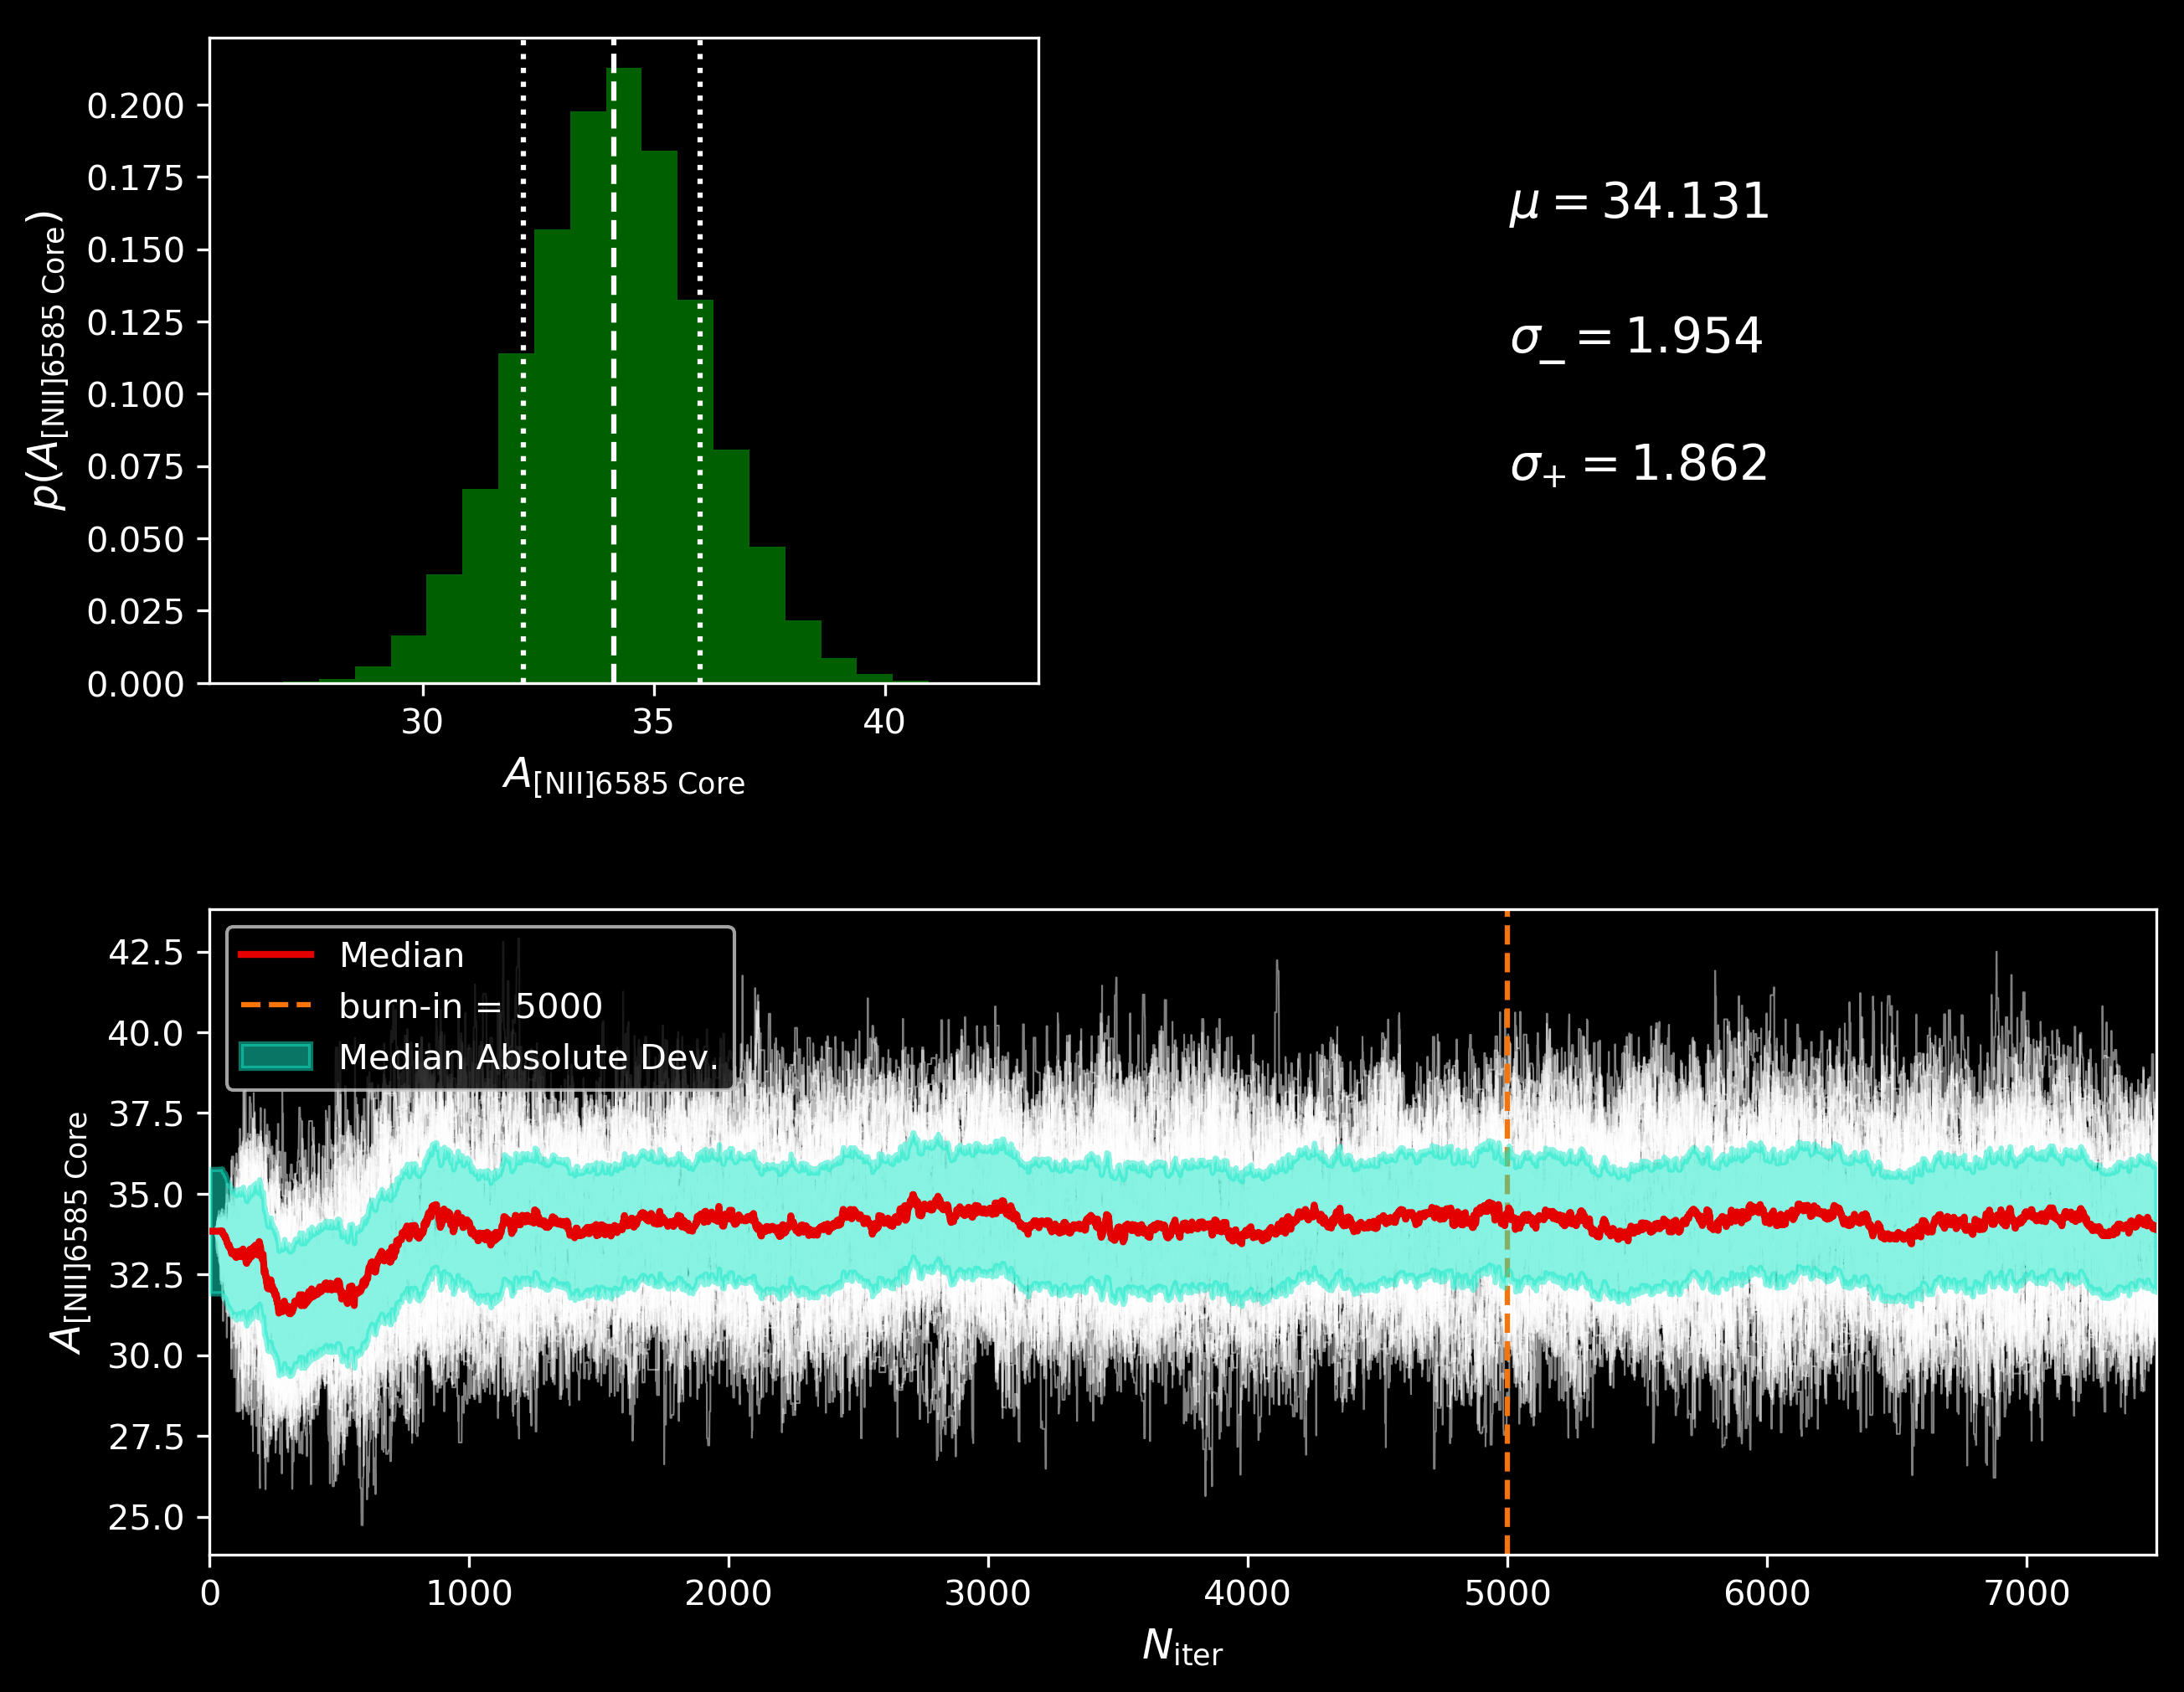 0.200
0.175
0.150
0.125
0.100
0.075
0.050
0.025
0.000
p(A[NII]6585 Core)
30 35 40
A[NII]6585 Core
μ = 34.131
σ− = 1.954
σ+ = 1.862
Median
burn-in = 5000
Median Absolute Dev.
42.5
40.0
37.5
35.0
32.5
30.0
27.5
25.0
A[NII]6585 Core
0 1000 2000 3000 4000 5000 6000 7000
Niter